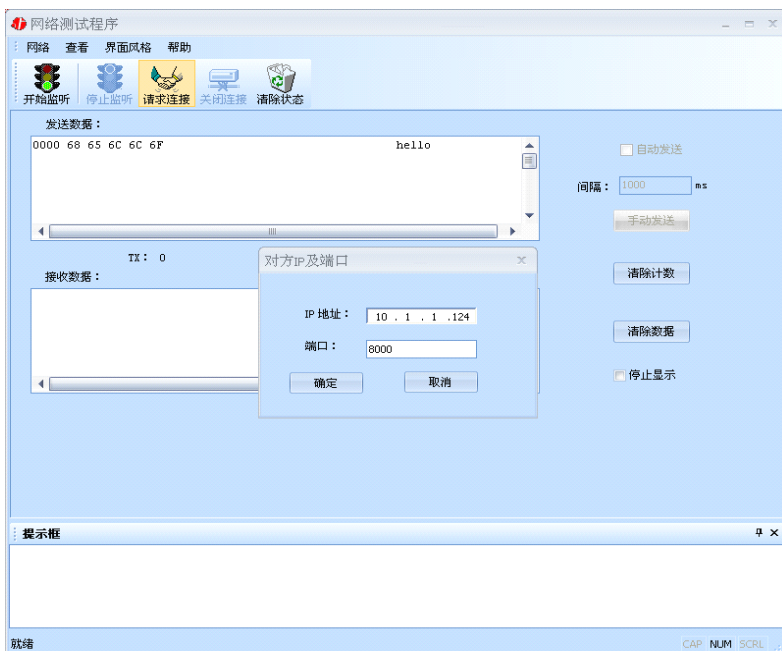 网络测试程序
网络 查看 界面风格 帮助
开始监听 停止监听 请求连接 关闭连接 清除状态
发送数据：
0000 68 65 6C 6C 6F hello
自动发送
间隔： 1000 ms
手动发送
TX: 0
接收数据：
对方IP及端口
IP 地址： 10 . 1 . 1 .124
端口： 8000
确定 取消
清除计数
清除数据
停止显示
提示框
就绪
CAP NUM SCRL